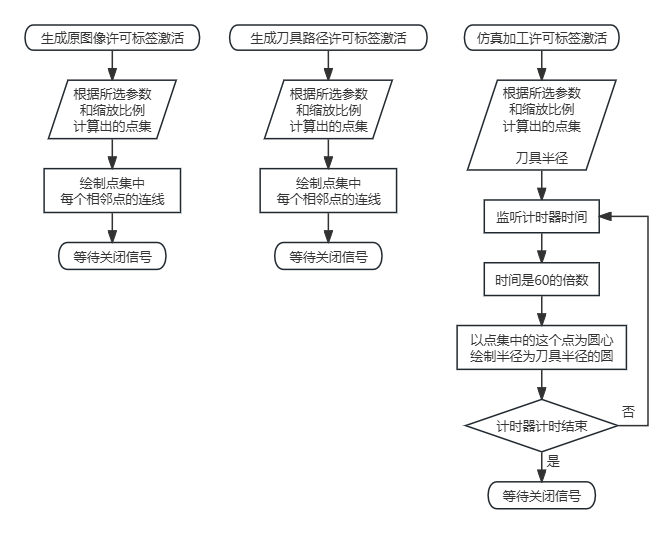 生成原图像许可标签激活
根据所选参数
和缩放比例
计算出的点集
绘制点集中
每个相邻点的连线
等待关闭信号
生成刀具路径许可标签激活
根据所选参数
和缩放比例
计算出的点集
绘制点集中
每个相邻点的连线
等待关闭信号
仿真加工许可标签激活
根据所选参数
和缩放比例
计算出的点集
刀具半径
监听计时器时间
时间是60的倍数
以点集中的这个点为圆心
绘制半径为刀具半径的圆
计时器计时结束
否
是
等待关闭信号